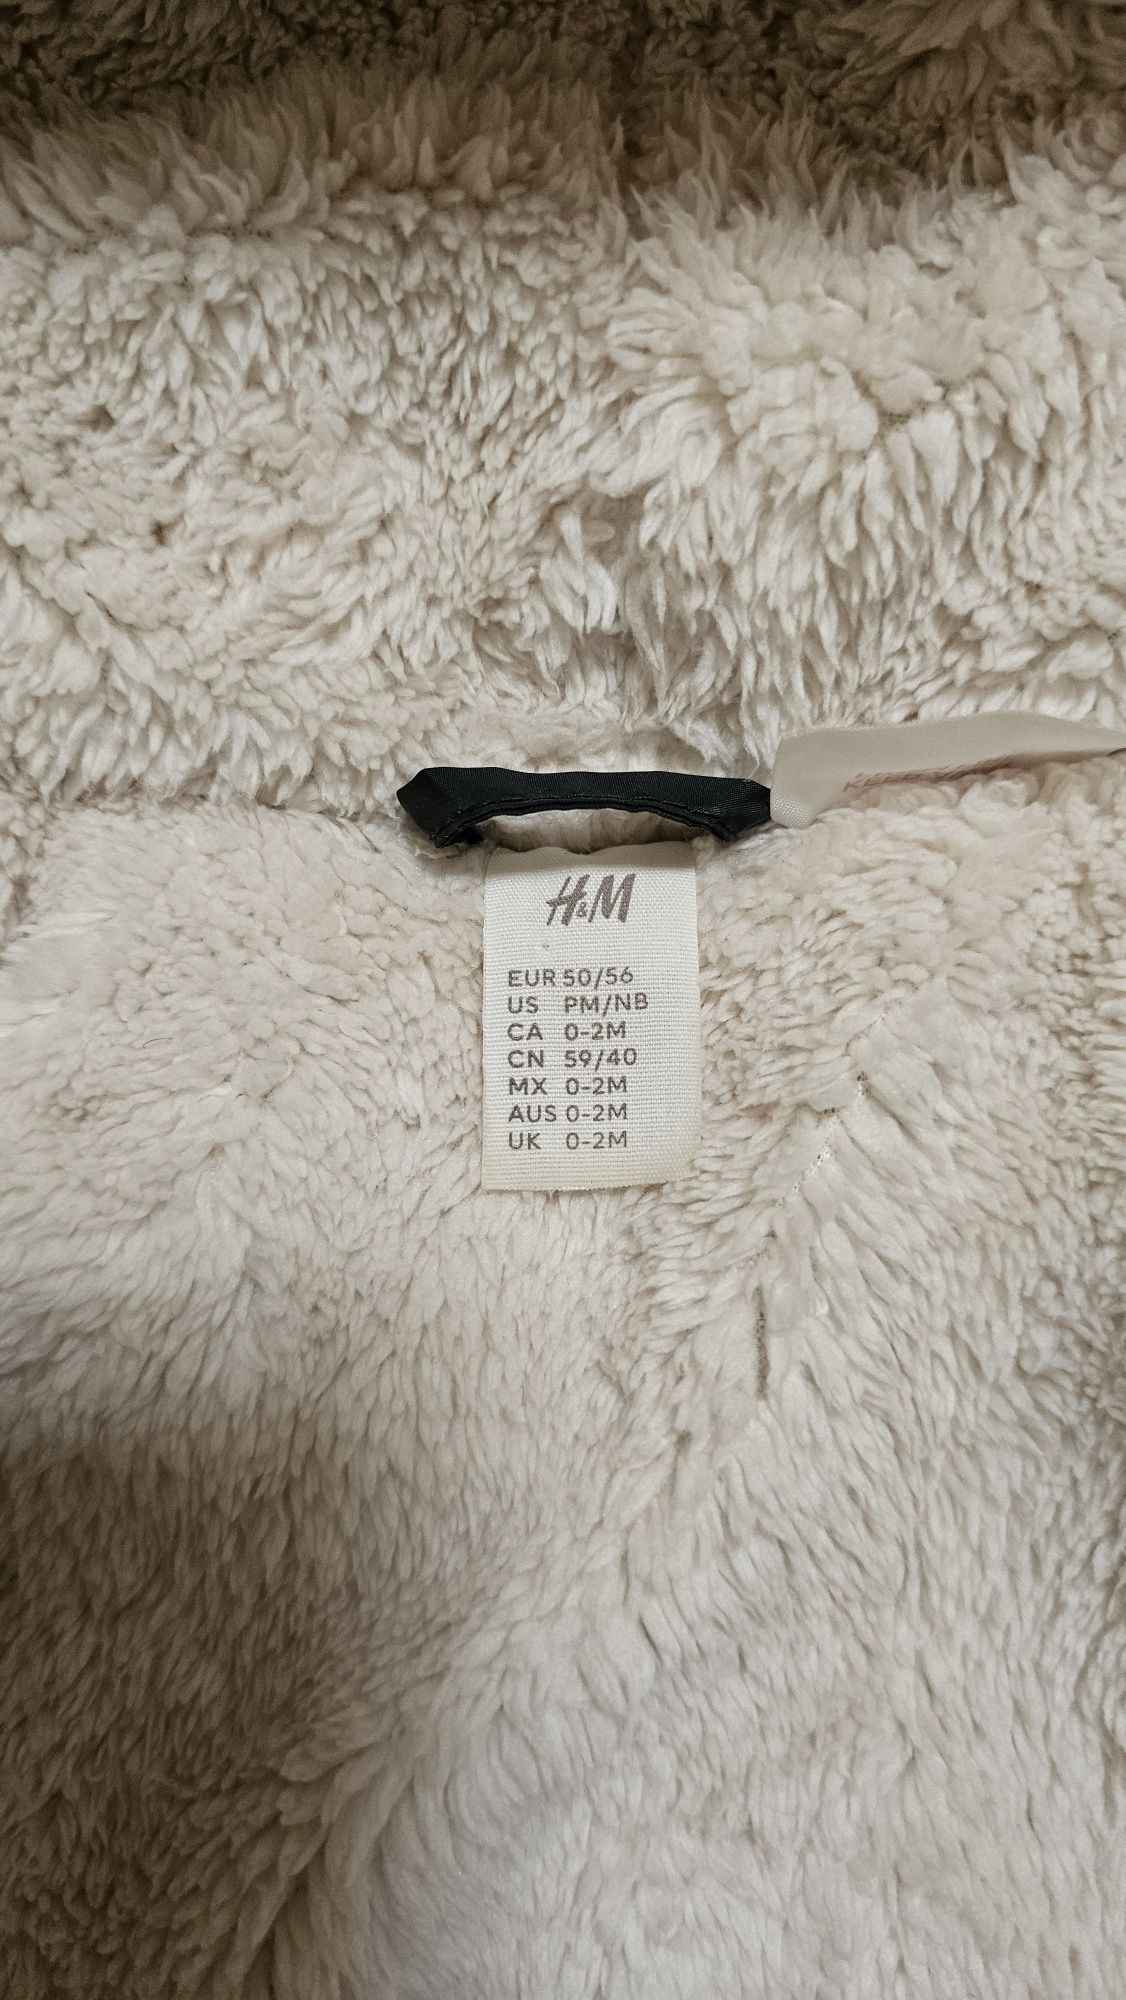 H&M
EUR 50/56
US PM/NB
CA 0-2M
CN 59/40
MX 0-2M
AUS 0-2M
UK 0-2M